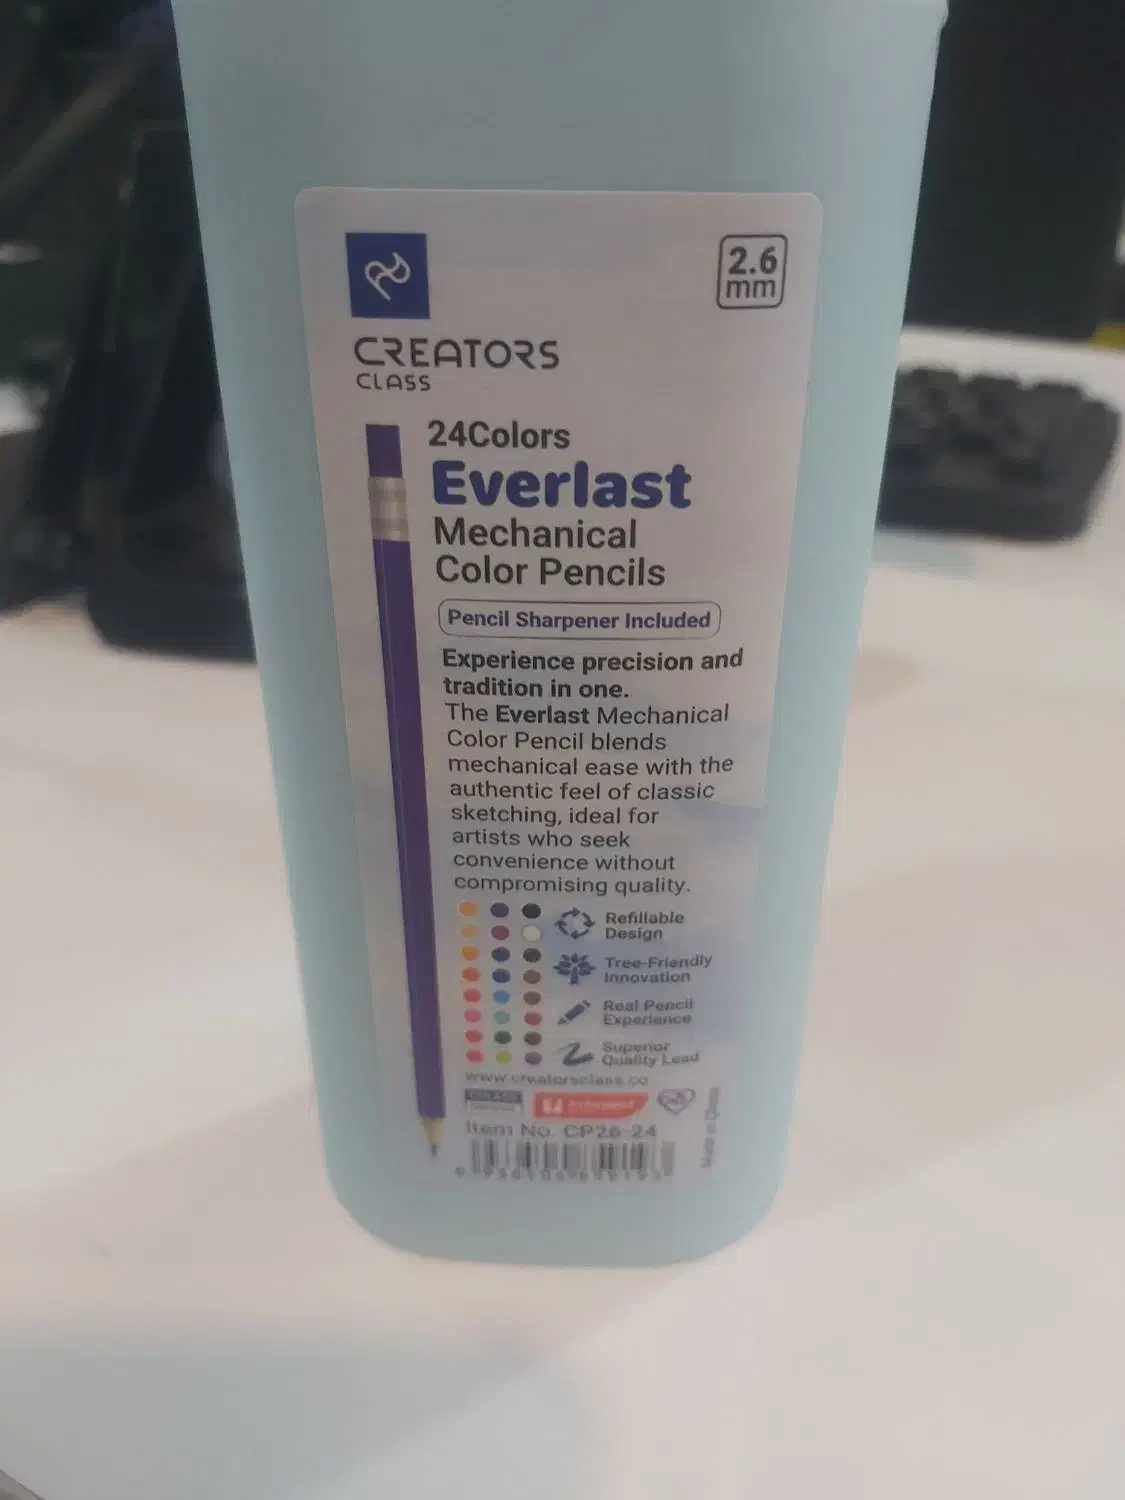 2.6
mm
CREATORS
CLASS
24Colors
Everlast
Mechanical
Color Pencils
Pencil Sharpener Included
Experience precision and
tradition in one.
The Everlast Mechanical
Color Pencil blends
mechanical ease with the
authentic feel of classic
sketching, ideal for
artists who seek
convenience without
compromising quality.
Refillable
Design
Tree-Friendly
Innovation
Real Pencil
Experience
Superior
Quality Lead
www.creatorsclass.co
Item No. CP26-24
Made in China